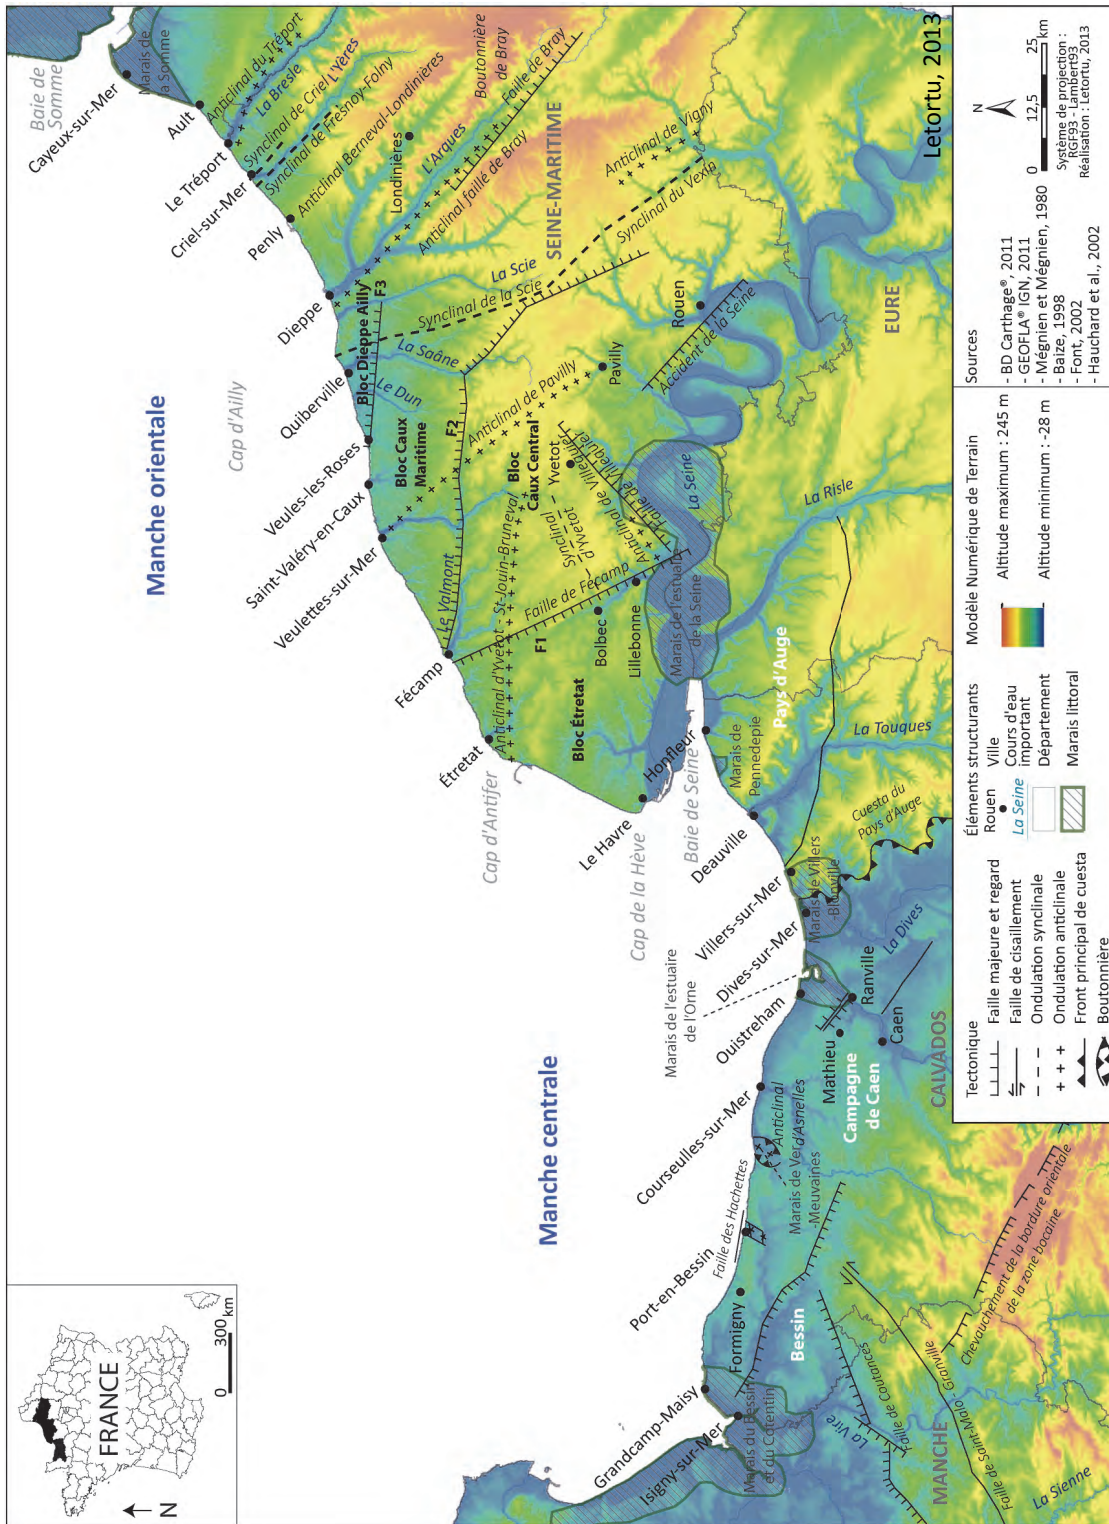 Manche orientale
Manche centrale
Baie de
Somme
Cayeux-sur-Mer
Marais de
la Somme
Ault
Le Tréport
Anticlinal du Tréport
La Bresle
Criel-sur-Mer
Synclinal de Criel
L'Yères
Synclinal de Fresnoy-Folny
Penly
Anticlinal Berneval-Londinières
Londinières
L'Arques
Boutonnière
de Bray
Faille de Bray
Anticlinal faille de Bray
Dieppe
Bloc Dieppe Ailly
F3
La Scie
Synclinal de la Scie
SEINE-MARITIME
Anticlinal de Vigny
Synclinal du Vexin
Cap d'Ailly
Quiberville
La Saâne
Le Dun
Veules-les-Roses
Bloc Caux
Maritime
Saint-Valéry-en-Caux
Veulettes-sur-Mer
F2
Anticlinal de Pavilly
Pavilly
Rouen
Accident de la Seine
EURE
Bloc
Caux Central
Yvetot
Synclinal
d'Yvetot
Anticlinal de Villequier
Faille de Villequier
La Seine
Le Valmont
Fécamp
Anticlinal d'Yvetot - St-Jouin-Bruneval
Faille de Fécamp
F1
Bolbec
Lillebonne
Marais de l'estuaire
de la Seine
La Risle
Étretat
Cap d'Antifer
Bloc Étretat
Le Havre
Cap de la Hève
Baie de Seine
Honfleur
Marais de
Pennedepie
Pays d'Auge
La Touques
Deauville
Cuesta du
Pays d'Auge
Villers-sur-Mer
Marais de Villers
-Blonville
Dives-sur-Mer
La Dives
Marais de l'estuaire
de l'Orne
Ouistreham
Ranville
Mathieu
Caen
Campagne
de Caen
CALVADOS
Courseulles-sur-Mer
Anticlinal
d'Asnelles
Marais de Ver
-Meuvaines
Faille des Hachettes
Port-en-Bessin
Formigny
Bessin
Grandcamp-Maisy
Isigny-sur-Mer
Marais du Bessin
et du Cotentin
La Vire
Faille de Coutances
Faille de Saint-Malo - Granville
Chevauchement de la bordure orientale
de la zone bocaine
MANCHE
La Sienne
FRANCE
N
0 300 km
Letortu, 2013
Tectonique
Faille majeure et regard
Faille de cisaillement
Ondulation synclinale
Ondulation anticlinale
Front principal de cuesta
Boutonnière
Éléments structurants
Rouen
Ville
La Seine
Cours d'eau
important
Département
Marais littoral
Modèle Numérique de Terrain
Altitude maximum : 245 m
Altitude minimum : -28 m
Sources
- BD Carthage®, 2011
- GEOFLA® IGN, 2011
- Mégnien et Mégnien, 1980
- Baize, 1998
- Font, 2002
- Hauchard et al., 2002
N
0 12,5 25
km
Système de projection :
RGF93 - Lambert93
Réalisation : Letortu, 2013